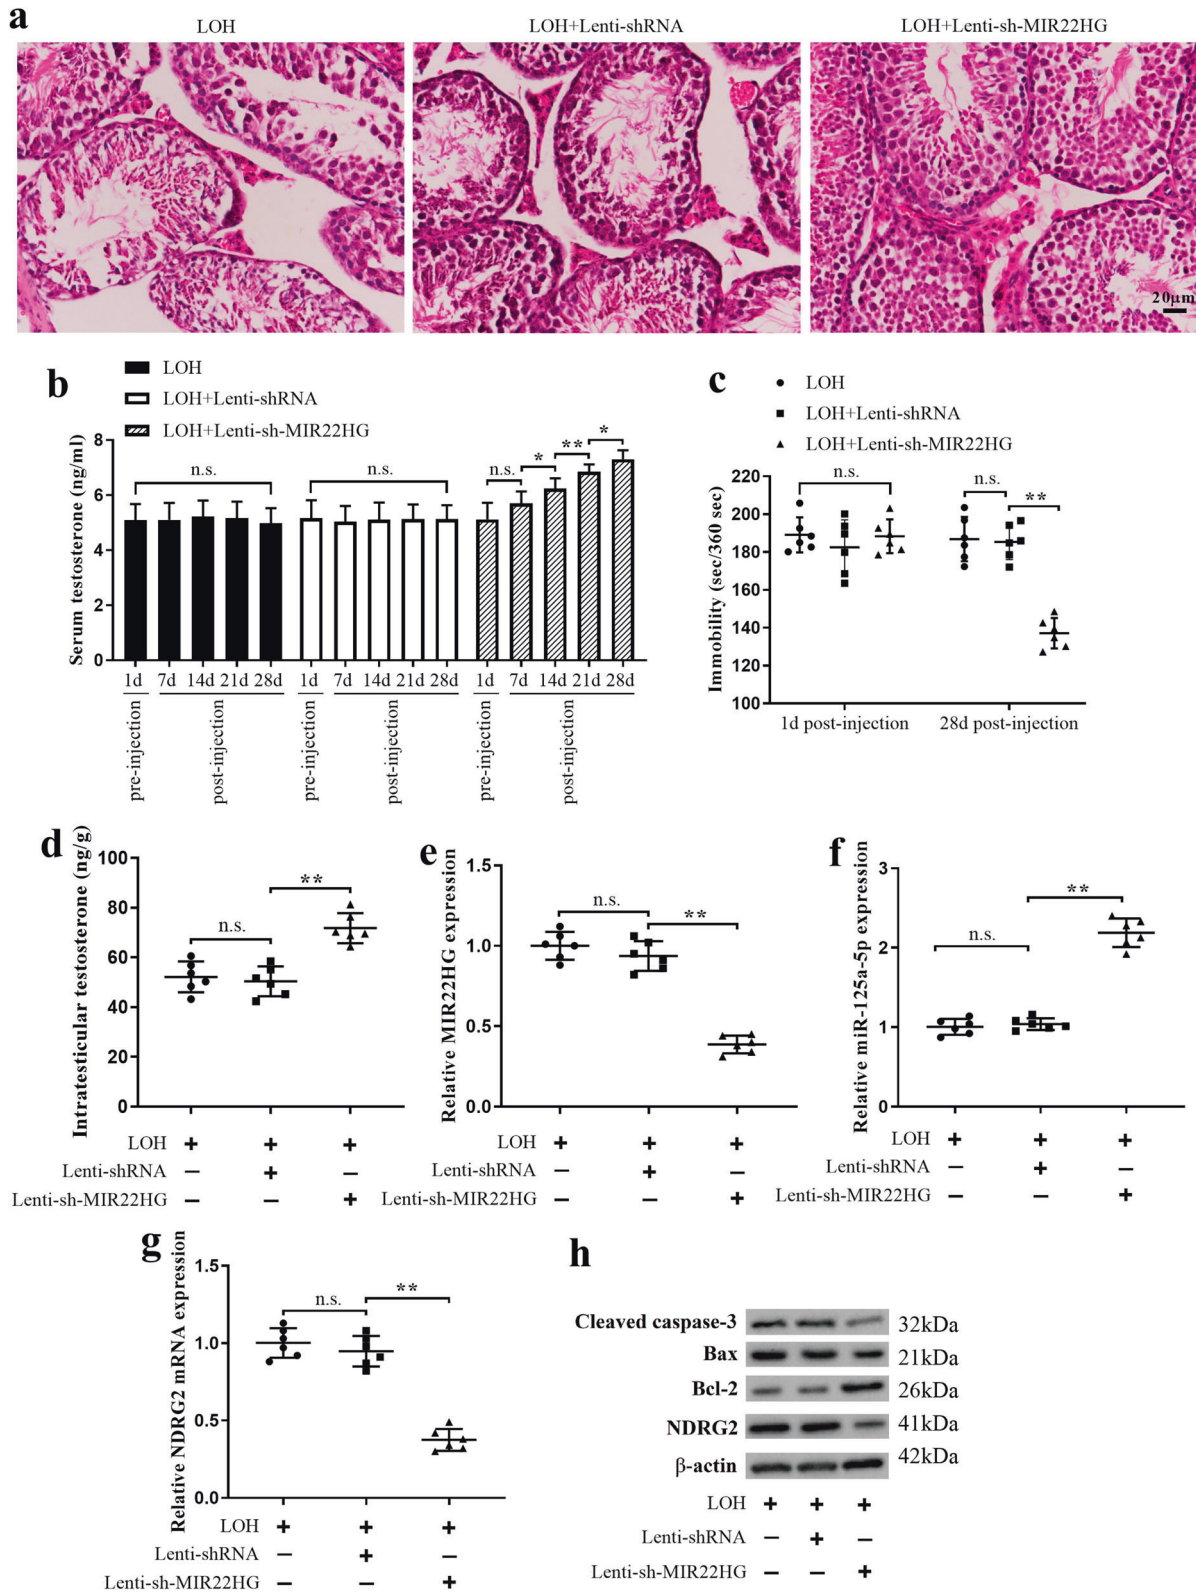 a
LOH
LOH+Lenti-shRNA
LOH+Lenti-sh-MIR22HG
20μm
b
LOH
LOH+Lenti-shRNA
LOH+Lenti-sh-MIR22HG
Serum testosterone (ng/ml)
8
6
4
2
0
n.s.
n.s.
n.s.
*
**
*
1d 7d 14d 21d 28d 1d 7d 14d 21d 28d 1d 7d 14d 21d 28d
pre-injection
post-injection
pre-injection
post-injection
pre-injection
post-injection
c
LOH
LOH+Lenti-shRNA
LOH+Lenti-sh-MIR22HG
Immobility (sec/360 sec)
220
200
180
160
140
120
100
n.s.
n.s.
**
1d post-injection
28d post-injection
d
Intratesticular testosterone (ng/g)
100
80
60
40
20
0
n.s.
**
LOH + + +
Lenti-shRNA − + −
Lenti-sh-MIR22HG − − +
e
Relative MIR22HG expression
1.5
1.0
0.5
0.0
n.s.
**
LOH + + +
Lenti-shRNA − + −
Lenti-sh-MIR22HG − − +
f
Relative miR-125a-5p expression
3
2
1
0
n.s.
**
LOH + + +
Lenti-shRNA − + −
Lenti-sh-MIR22HG − − +
g
Relative NDRG2 mRNA expression
1.5
1.0
0.5
0.0
n.s.
**
LOH + + +
Lenti-shRNA − + −
Lenti-sh-MIR22HG − − +
h
Cleaved caspase-3 32kDa
Bax 21kDa
Bcl-2 26kDa
NDRG2 41kDa
β-actin 42kDa
LOH + + +
Lenti-shRNA − + −
Lenti-sh-MIR22HG − − +